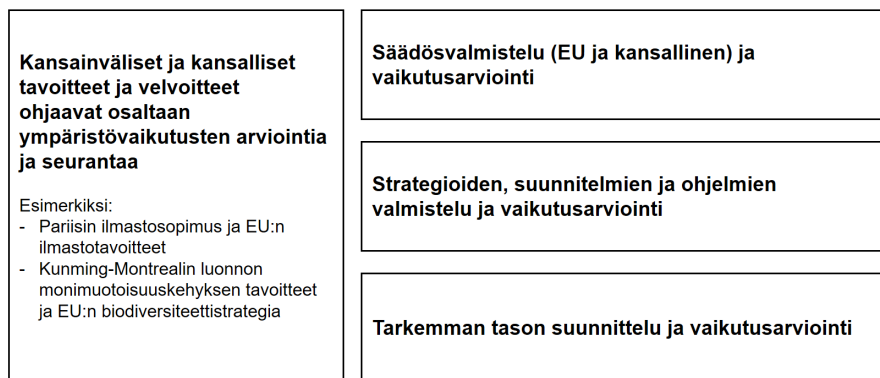 Kansainväliset ja kansalliset
tavoitteet ja velvoitteet
ohjaavat osaltaan
ympäristövaikutusten arviointia
ja seurantaa
Esimerkiksi:
- Pariisin ilmastosopimus ja EU:n
ilmastotavoitteet
- Kunming-Montrealin luonnon
monimuotoisuuskehyksen tavoitteet
ja EU:n biodiversiteettistrategia
Säädösvalmistelu (EU ja kansallinen) ja
vaikutusarviointi
Strategioiden, suunnitelmien ja ohjelmien
valmistelu ja vaikutusarviointi
Tarkemman tason suunnittelu ja vaikutusarviointi